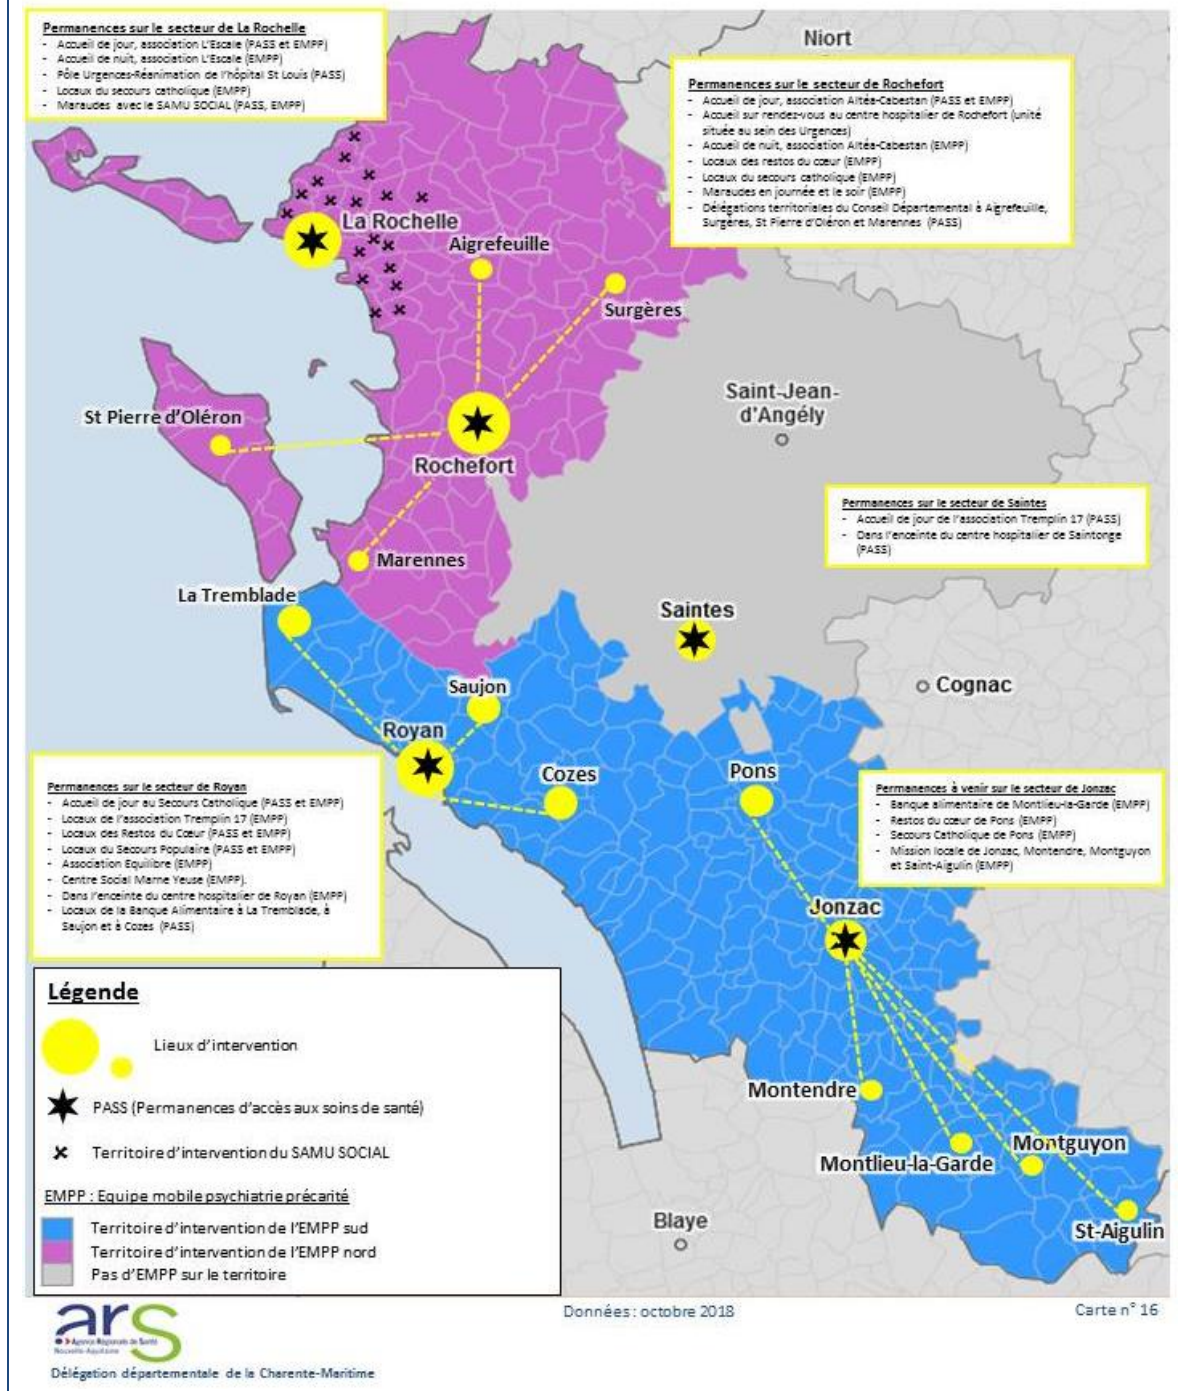 Permanences sur le secteur de La Rochelle
- Accueil de jour, association L'Escale (PASS et EMPP)
- Accueil de nuit, association L'Escale (EMPP)
- Pôle Urgences-Réanimation de l'hôpital St Louis (PASS)
- Locaux du secours catholique (EMPP)
- Maraudes avec le SAMU SOCIAL (PASS, EMPP)
Niort
Permanences sur le secteur de Rochefort
- Accueil de jour, association Altéa-Cabestan (PASS et EMPP)
- Accueil sur rendez-vous au centre hospitalier de Rochefort (unité
située au sein des Urgences)
- Accueil de nuit, association Altéa-Cabestan (EMPP)
- Locaux des restos du cœur (EMPP)
- Locaux du secours catholique (EMPP)
- Maraudes en journée et le soir (EMPP)
- Délégations territoriales du Conseil Départemental à Aigrefeuille,
Surgères, St Pierre d'Oléron et Marennes (PASS)
La Rochelle
Aigrefeuille
Surgères
Saint-Jean-
d'Angély
St Pierre d'Oléron
Rochefort
Permanences sur le secteur de Saintes
- Accueil de jour de l'association Tremplin 17 (PASS)
- Dans l'enceinte du centre hospitalier de Saintonge
(PASS)
Marennes
La Tremblade
Saintes
Saujon
Cognac
Royan
Cozes
Pons
Permanences sur le secteur de Royan
- Accueil de jour au Secours Catholique (PASS et EMPP)
- Locaux de l'association Tremplin 17 (EMPP)
- Locaux des Restos du Cœur (PASS et EMPP)
- Locaux du Secours Populaire (PASS et EMPP)
- Association Equilibre (EMPP)
- Centre Social Marne Yeuse (EMPP).
- Dans l'enceinte du centre hospitalier de Royan (EMPP)
- Locaux de la Banque Alimentaire à La Tremblade, à
Saujon et à Cozes (PASS)
Permanences à venir sur le secteur de Jonzac
- Banque alimentaire de Montlieu-la-Garde (EMPP)
- Restos du cœur de Pons (EMPP)
- Secours Catholique de Pons (EMPP)
- Mission locale de Jonzac, Montendre, Montguyon
et Saint-Aigulin (EMPP)
Jonzac
Montendre
Montguyon
Montlieu-la-Garde
St-Aigulin
Blaye
Légende
Lieux d'intervention
PASS (Permanences d'accès aux soins de santé)
Territoire d'intervention du SAMU SOCIAL
EMPP : Equipe mobile psychiatrie précarité
Territoire d'intervention de l'EMPP sud
Territoire d'intervention de l'EMPP nord
Pas d'EMPP sur le territoire
Données : octobre 2018
Carte n° 16
ars
Agence Régionale de Santé
Nouvelle-Aquitaine
Délégation départementale de la Charente-Maritime